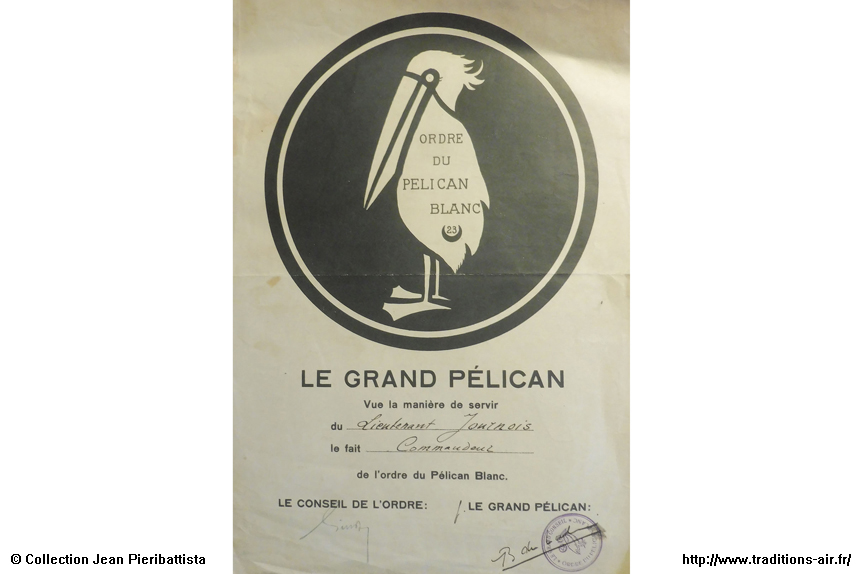 ORDRE
DU
PELICAN
BLANC
23
LE GRAND PÉLICAN
Vue la manière de servir
du Lieutenant Journois
le fait Commandeur
de l'ordre du Pélican Blanc.
LE CONSEIL DE L'ORDRE: LE GRAND PÉLICAN:
© Collection Jean Pieribattista http://www.traditions-air.fr/